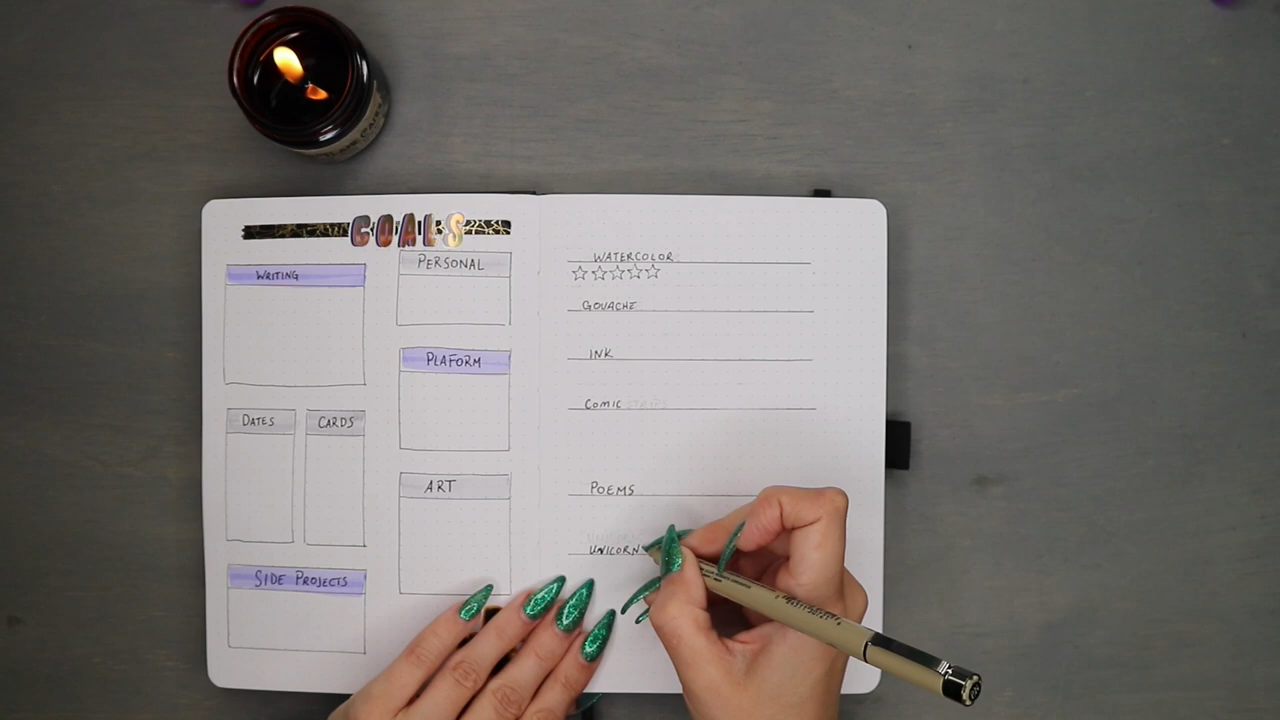 GOALS
WRITING
PERSONAL
PLAFORM
DATES
CARDS
ART
SIDE PROJECTS
WATERCOLOR
GOUACHE
INK
COMIC
POEMS
UNICORN